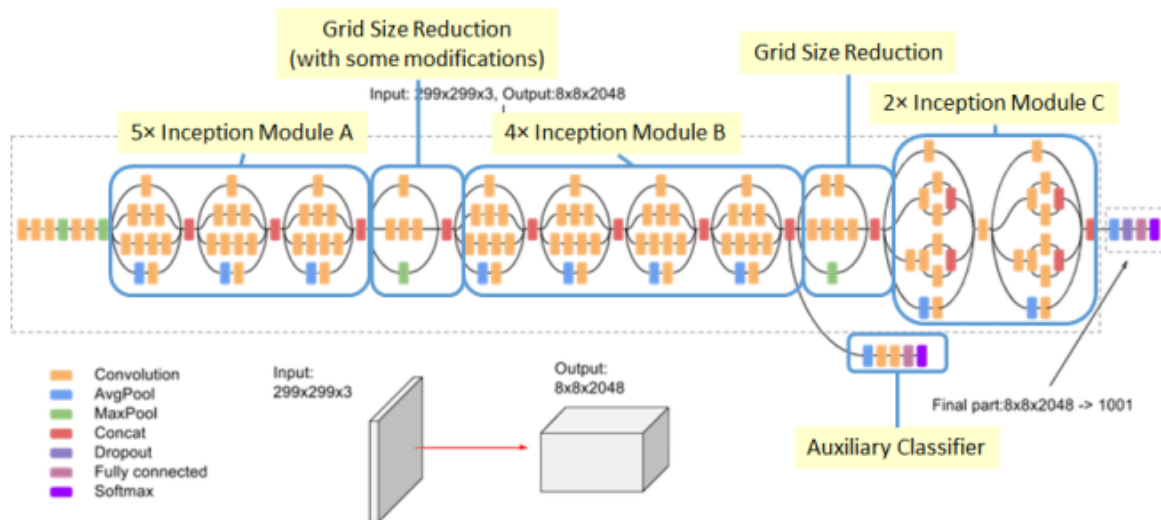 Grid Size Reduction
(with some modifications)
Grid Size Reduction
Input: 299x299x3, Output:8x8x2048
5× Inception Module A
4× Inception Module B
2× Inception Module C
Convolution
AvgPool
MaxPool
Concat
Dropout
Fully connected
Softmax
Input:
299x299x3
Output:
8x8x2048
Final part:8x8x2048 -> 1001
Auxiliary Classifier